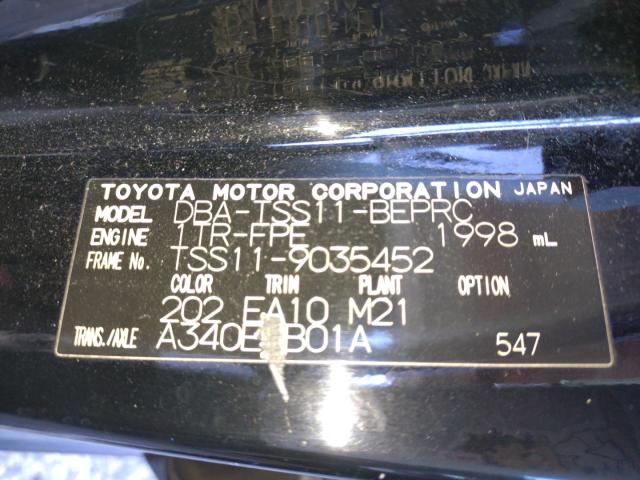 TOYOTA MOTOR CORPORATION JAPAN
MODEL DBA-TSS11-BEPRC
ENGINE 1TR-FPE 1998 mL
FRAME No. TSS11-9035452
COLOR TRIM PLANT OPTION
202 EA10 M21
TRANS./AXLE A340E B01A 547